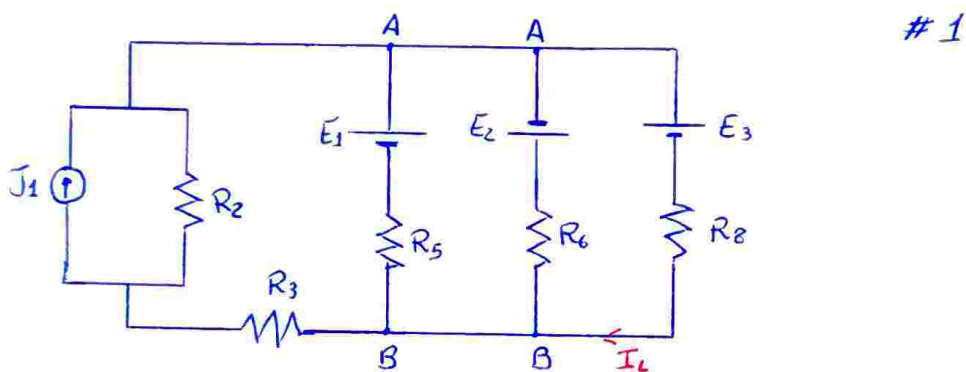 # 1
A A
E1 E2 E3
J1 R2
R5 R6 R8
R3
B B
IL